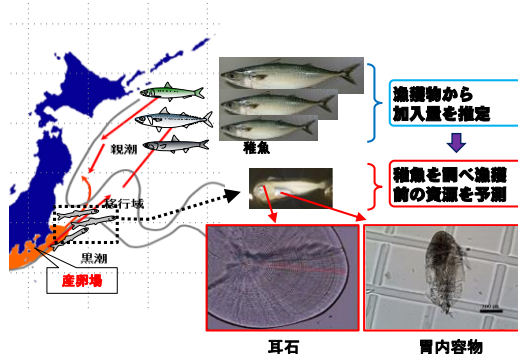 稚魚
漁獲物から
加入量を推定
親潮
移行域
稚魚を調べ漁獲
前の資源を予測
黒潮
産卵場
耳石
胃内容物